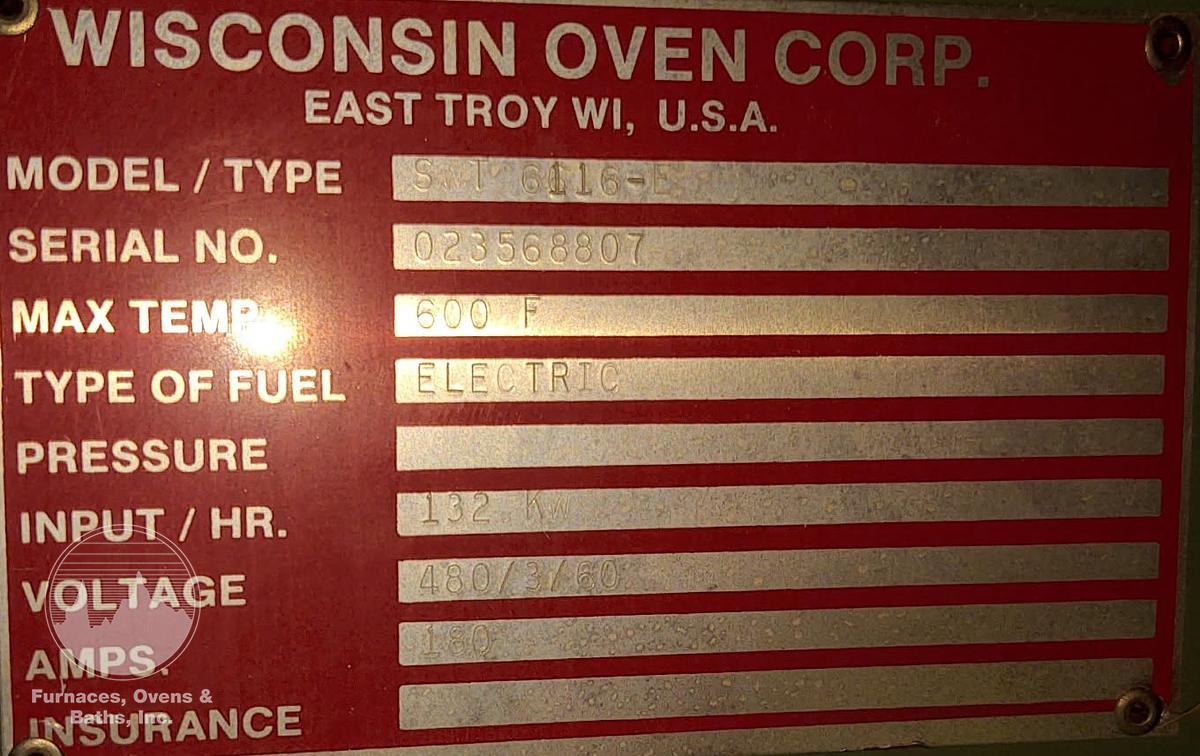 WISCONSIN OVEN CORP.
EAST TROY WI, U.S.A.
MODEL / TYPE
SERIAL NO. 023568807
MAX TEMP. 600 F
TYPE OF FUEL ELECTRIC
PRESSURE
INPUT / HR. 132 Kw
VOLTAGE 480/3/60
AMPS. 180
INSURANCE
Furnaces, Ovens &
Baths, Inc.